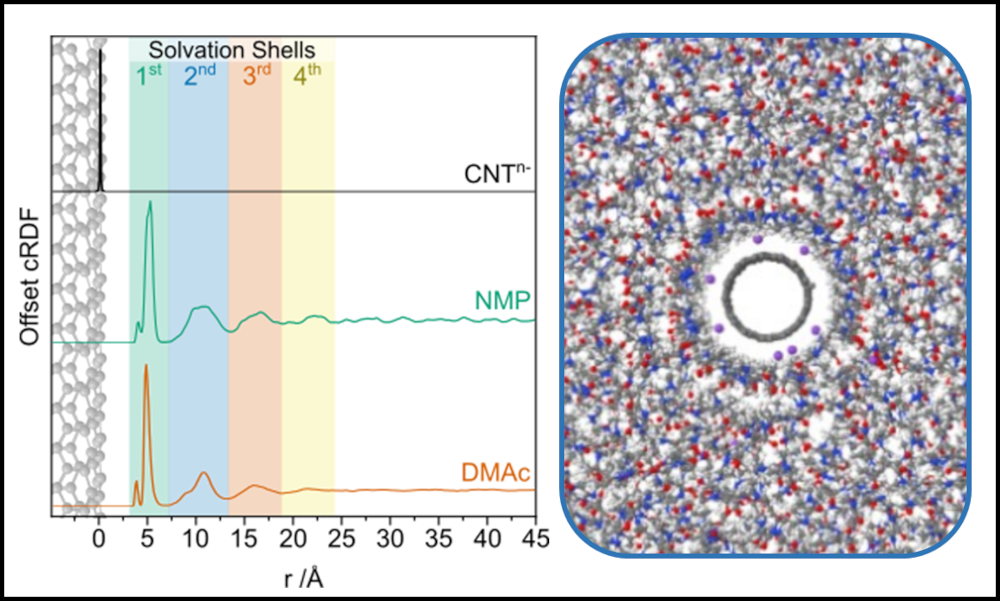 Solvation Shells
1st 2nd 3rd 4th
CNTn-
NMP
DMAc
Offset cRDF
0 5 10 15 20 25 30 35 40 45
r /Å